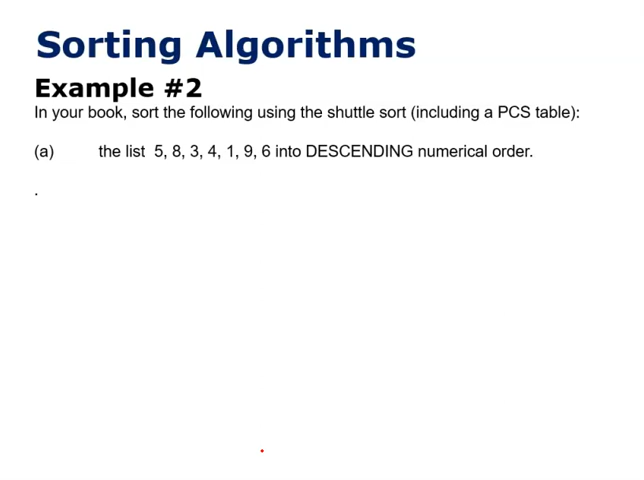 Sorting Algorithms
Example #2
In your book, sort the following using the shuttle sort (including a PCS table):
(a) the list 5, 8, 3, 4, 1, 9, 6 into DESCENDING numerical order.
.